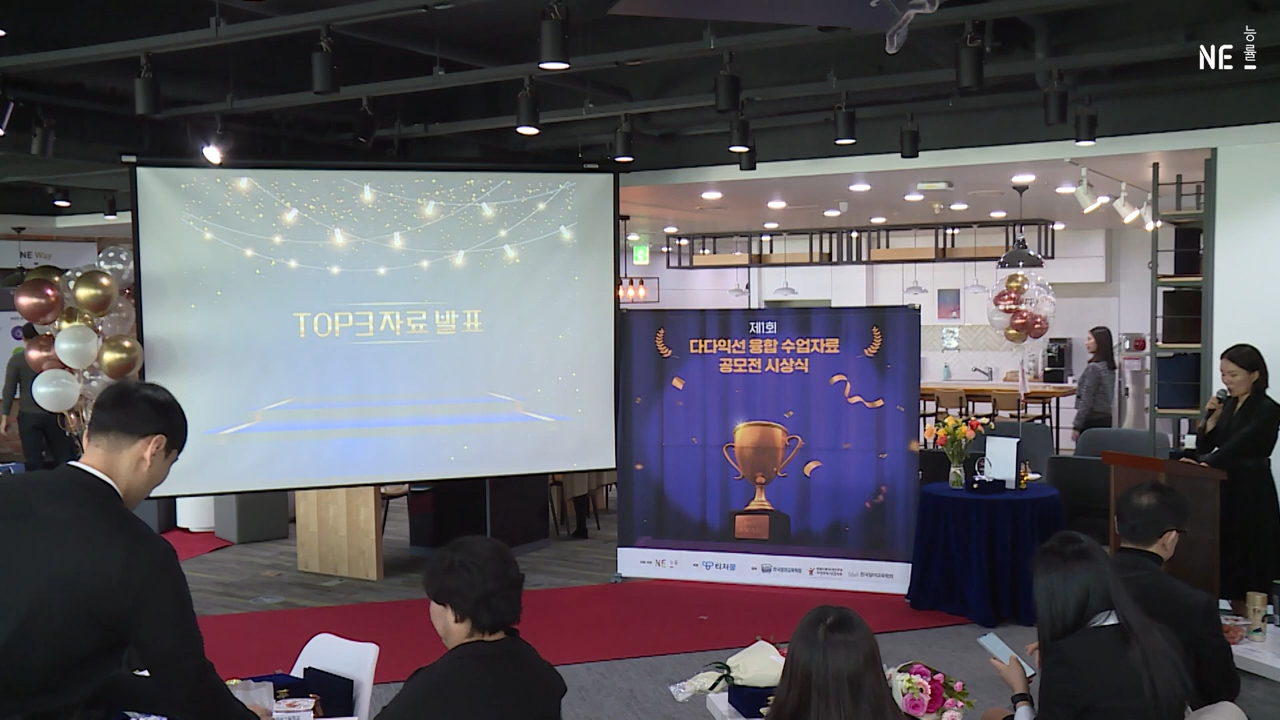 NE 능률
NE Way
TOP3 자료 발표
제1회
다다익선 융합 수업자료
공모전 시상식
NE 능률
티처몰